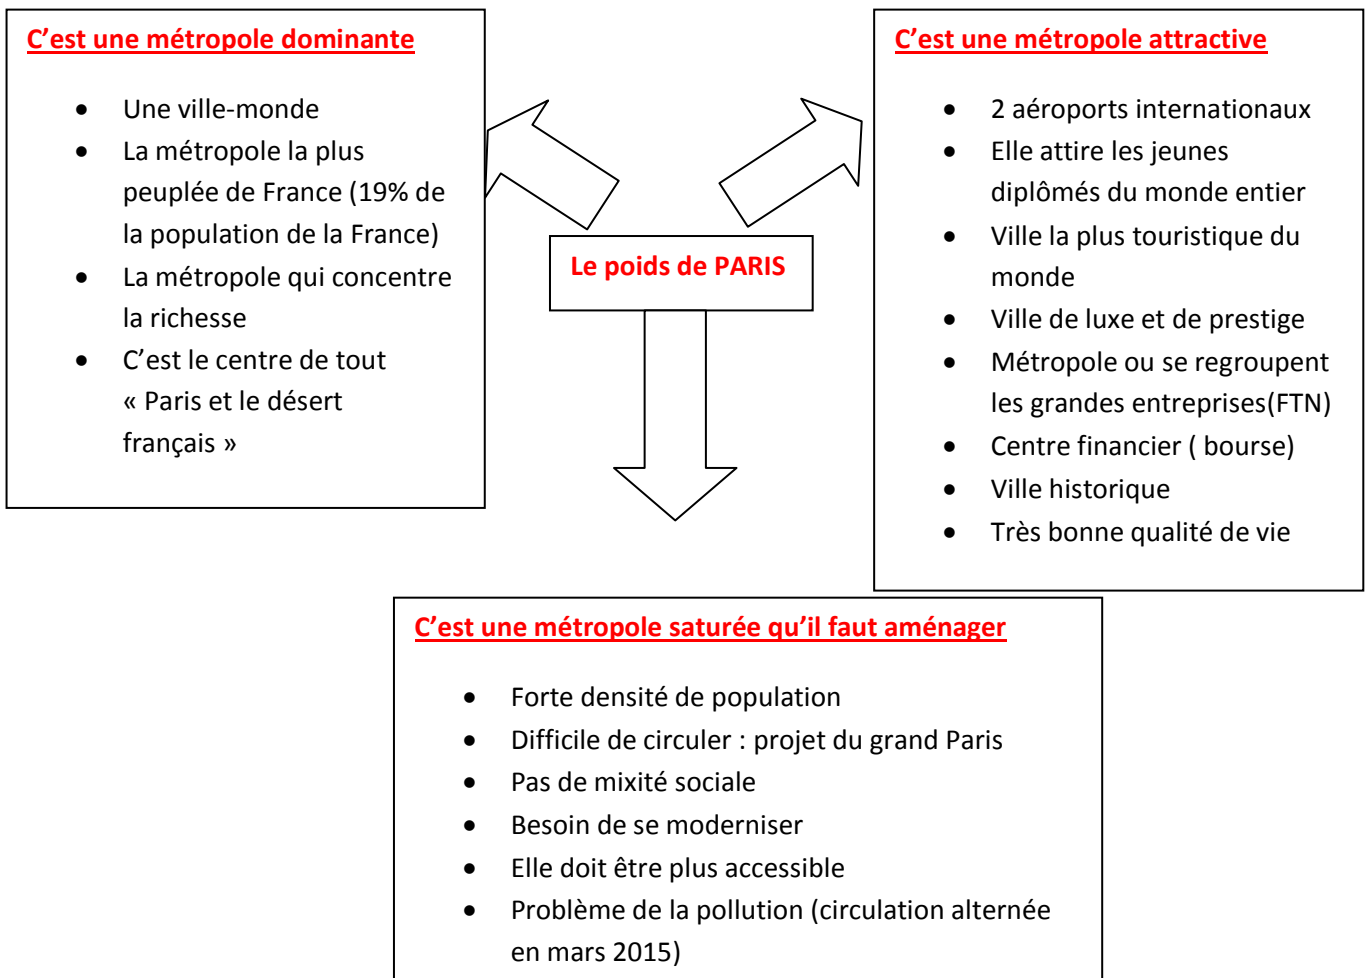 C’est une métropole dominante
• Une ville-monde
• La métropole la plus
peuplée de France (19% de
la population de la France)
• La métropole qui concentre
la richesse
• C’est le centre de tout
« Paris et le désert
français »
Le poids de PARIS
C’est une métropole attractive
• 2 aéroports internationaux
• Elle attire les jeunes
diplômés du monde entier
• Ville la plus touristique du
monde
• Ville de luxe et de prestige
• Métropole ou se regroupent
les grandes entreprises(FTN)
• Centre financier ( bourse)
• Ville historique
• Très bonne qualité de vie
C’est une métropole saturée qu’il faut aménager
• Forte densité de population
• Difficile de circuler : projet du grand Paris
• Pas de mixité sociale
• Besoin de se moderniser
• Elle doit être plus accessible
• Problème de la pollution (circulation alternée
en mars 2015)